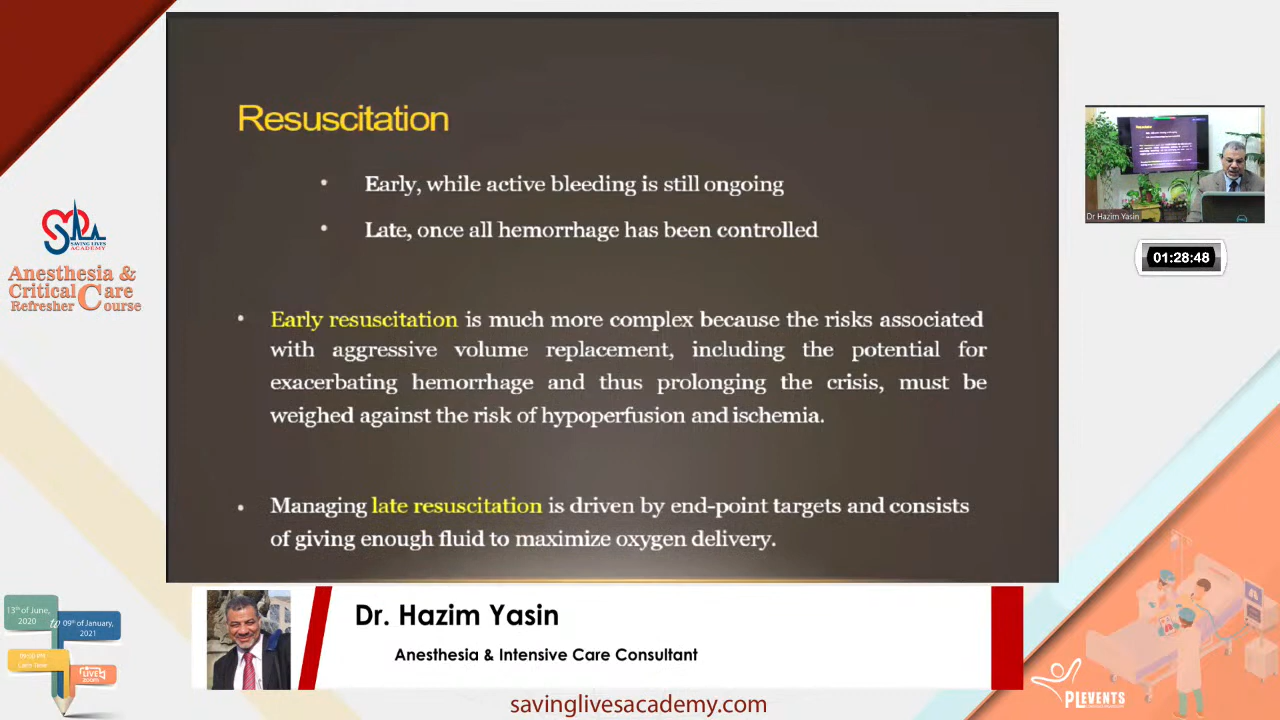 Resuscitation
• Early, while active bleeding is still ongoing
• Late, once all hemorrhage has been controlled
• Early resuscitation is much more complex because the risks associated
with aggressive volume replacement, including the potential for
exacerbating hemorrhage and thus prolonging the crisis, must be
weighed against the risk of hypoperfusion and ischemia.
• Managing late resuscitation is driven by end-point targets and consists
of giving enough fluid to maximize oxygen delivery.
Dr Hazim Yasin
01:28:48
SAVING LIVES
ACADEMY
Anesthesia &
Critical Care
Refresher Course
13th of June,
2020
to
09th of January,
2021
LIVE
Dr. Hazim Yasin
Anesthesia & Intensive Care Consultant
savinglivesacademy.com
PLEVENTS